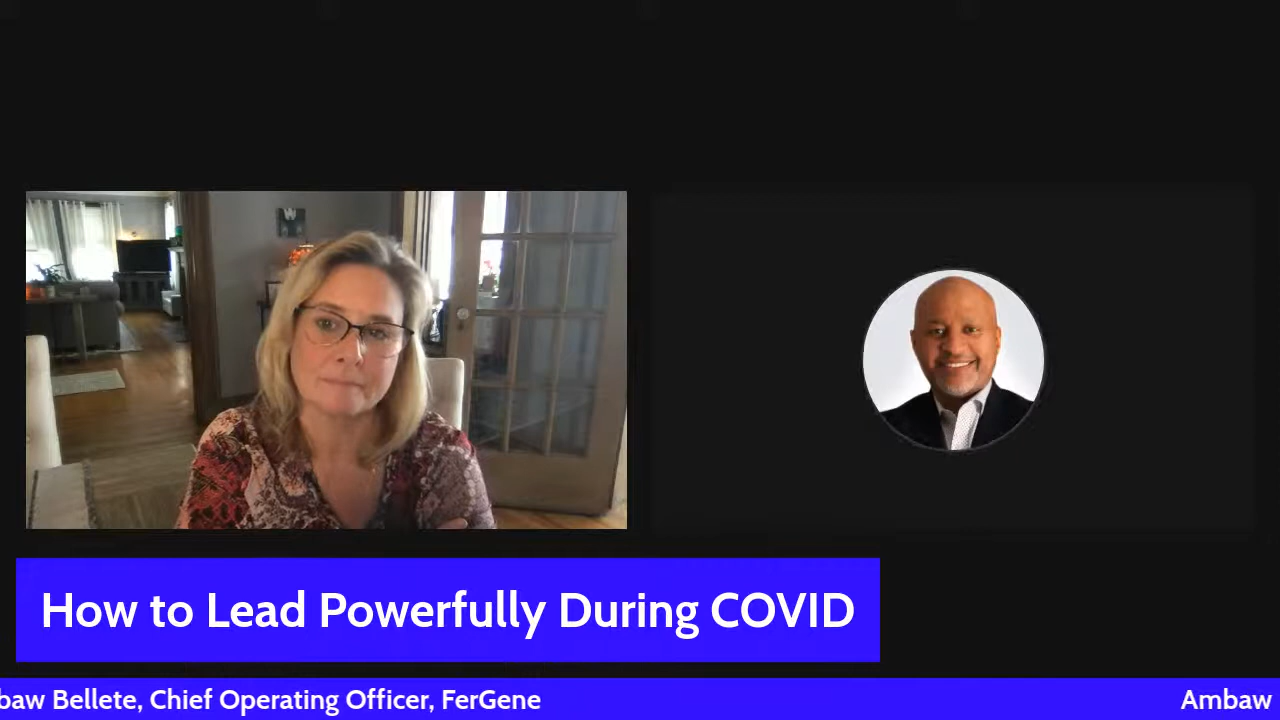 How to Lead Powerfully During COVID
baw Bellete, Chief Operating Officer, FerGene Ambaw